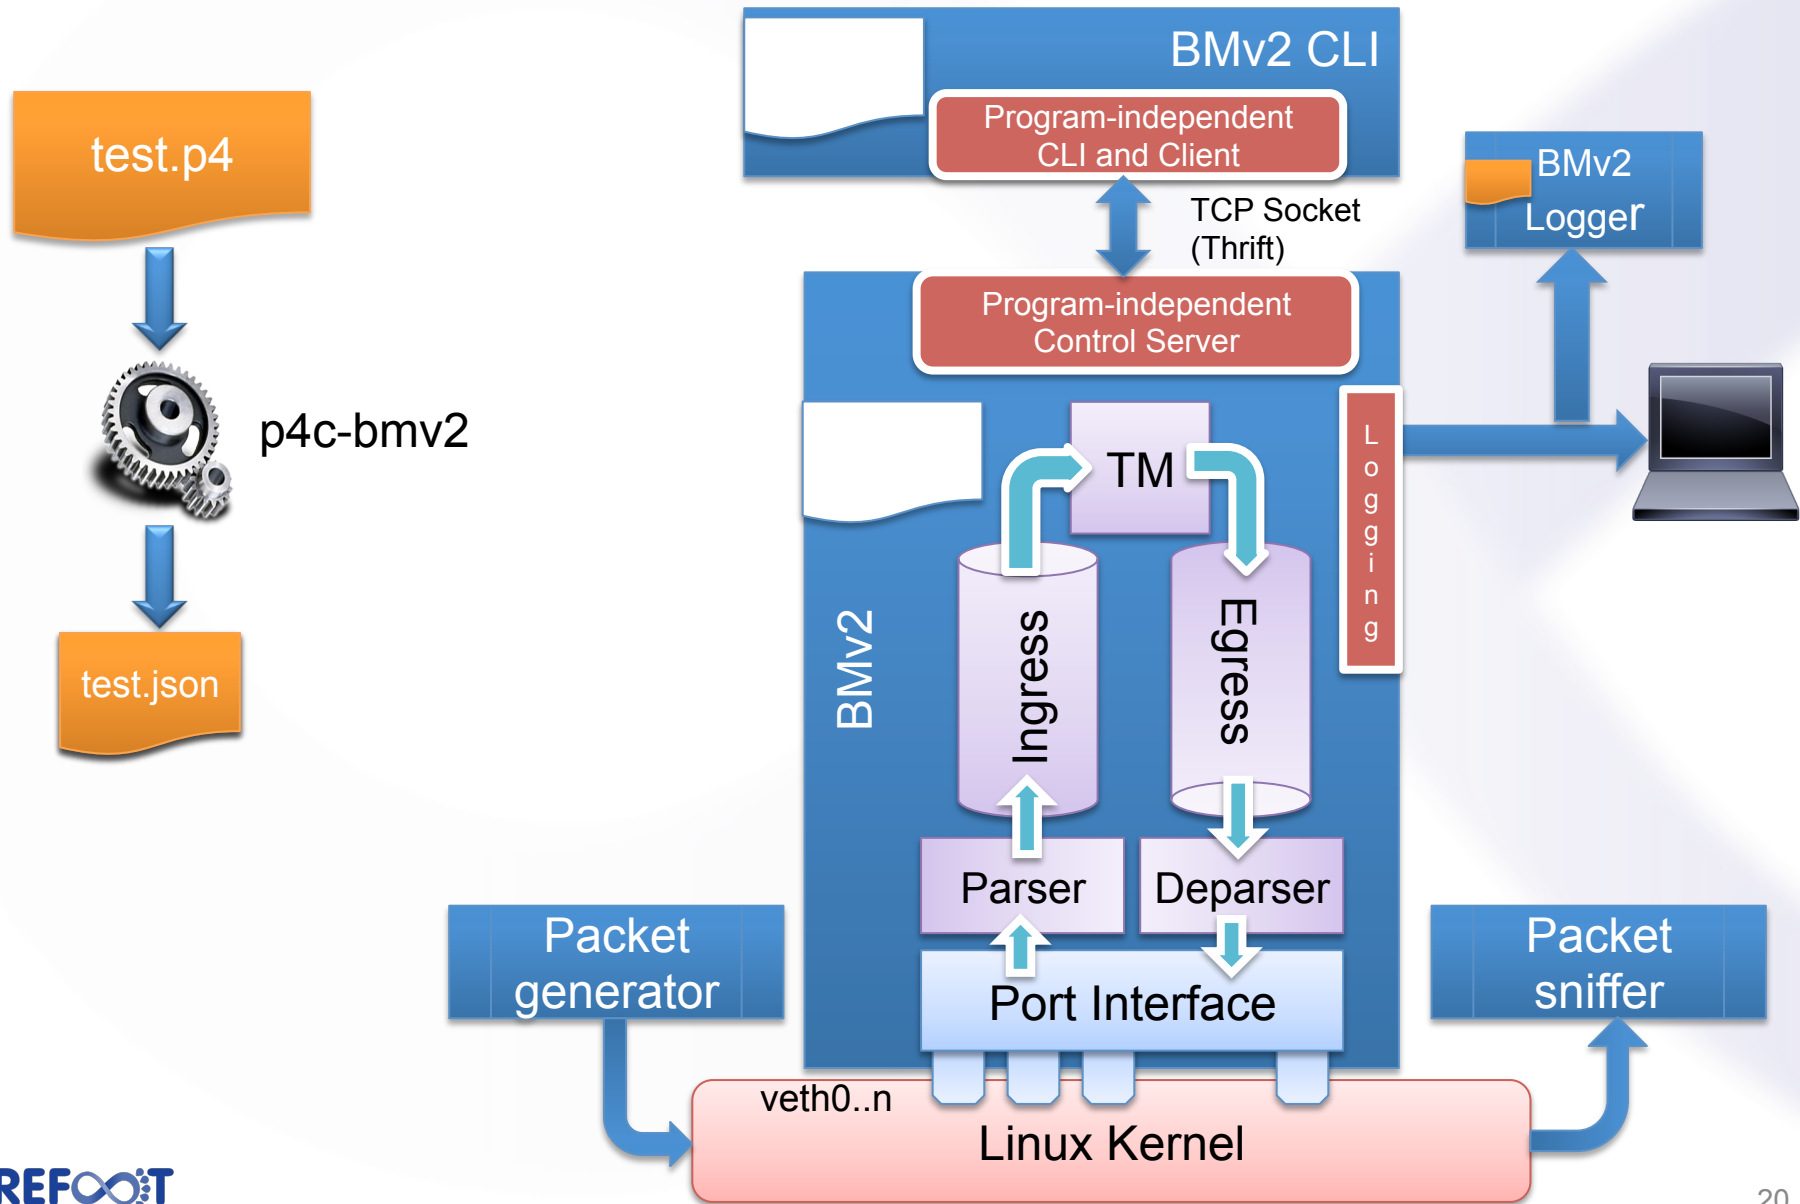 BMv2 CLI
Program-independent
CLI and Client
test.p4
BMv2
Logger
TCP Socket
(Thrift)
Program-independent
Control Server
p4c-bmv2
TM
Logging
BMv2
Ingress
Egress
test.json
Parser
Deparser
Packet
generator
Packet
sniffer
Port Interface
veth0..n
Linux Kernel
REFOOT
20